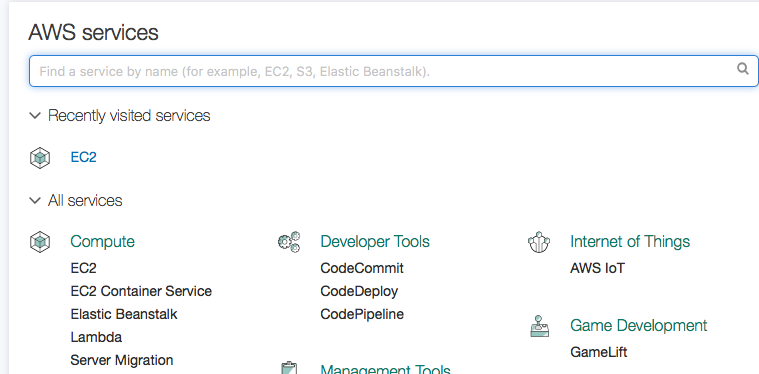 AWS services
Find a service by name (for example, EC2, S3, Elastic Beanstalk).
Recently visited services
EC2
All services
Compute
EC2
EC2 Container Service
Elastic Beanstalk
Lambda
Server Migration
Developer Tools
CodeCommit
CodeDeploy
CodePipeline
Management Tools
Internet of Things
AWS IoT
Game Development
GameLift